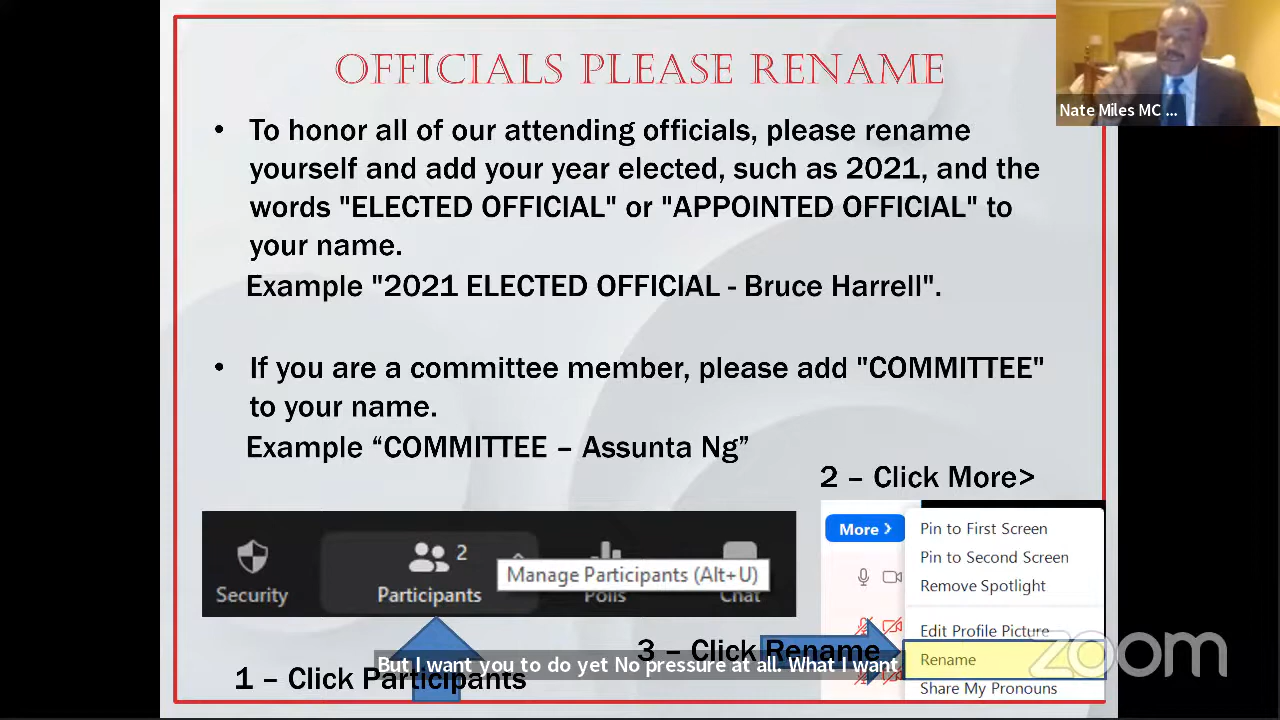 OFFICIALS PLEASE RENAME
Nate Miles MC ...
• To honor all of our attending officials, please rename
yourself and add your year elected, such as 2021, and the
words "ELECTED OFFICIAL" or "APPOINTED OFFICIAL" to
your name.
Example "2021 ELECTED OFFICIAL - Bruce Harrell".
• If you are a committee member, please add "COMMITTEE"
to your name.
Example “COMMITTEE – Assunta Ng”
2 – Click More>
More >
Pin to First Screen
Pin to Second Screen
Remove Spotlight
Edit Profile Picture
Rename
Share My Pronouns
Security
Participants
2
Manage Participants (Alt+U)
Polls
Chat
3 – Click Rename
1 – Click Participants
But I want you to do yet No pressure at all. What I want
zoom